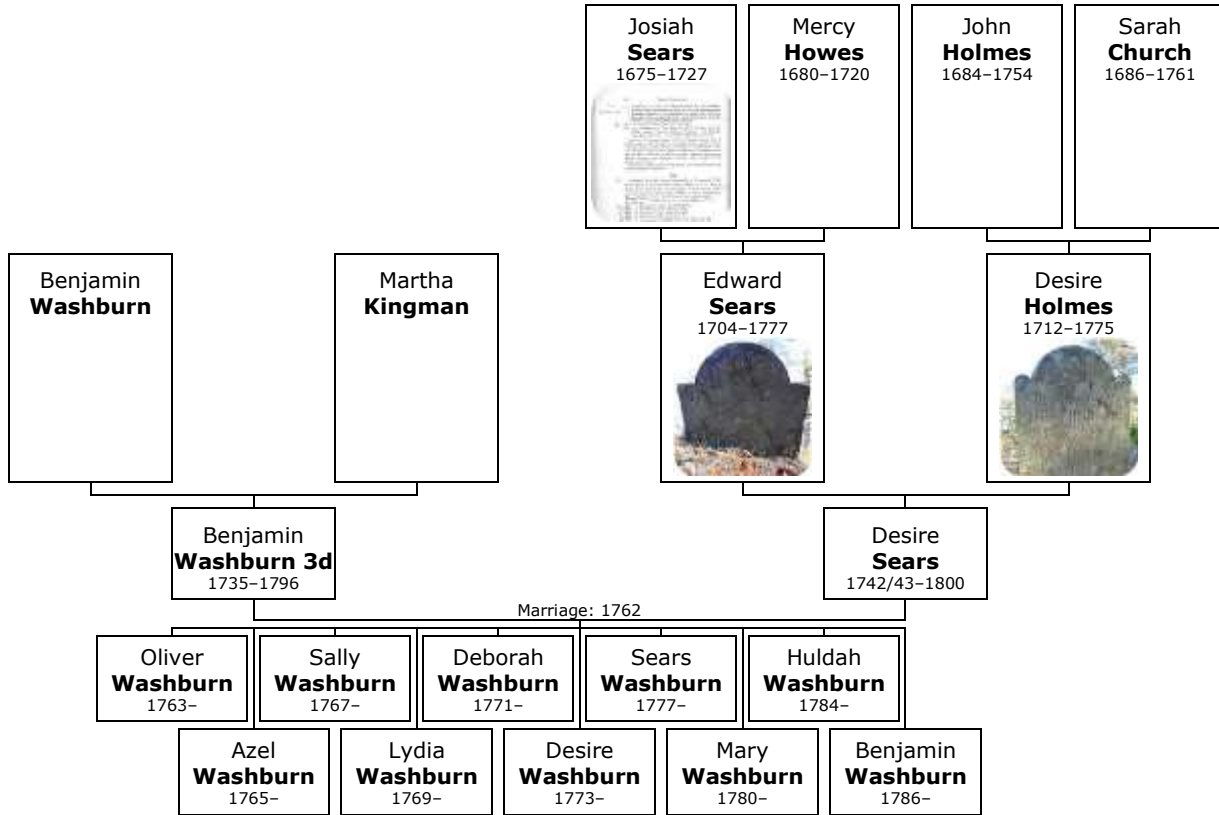 Josiah
Sears
1675–1727
Mercy
Howes
1680–1720
John
Holmes
1684–1754
Sarah
Church
1686–1761
Benjamin
Washburn
Martha
Kingman
Edward
Sears
1704–1777
Desire
Holmes
1712–1775
Benjamin
Washburn 3d
1735–1796
Desire
Sears
1742/43–1800
Marriage: 1762
Oliver
Washburn
1763–
Sally
Washburn
1767–
Deborah
Washburn
1771–
Sears
Washburn
1777–
Huldah
Washburn
1784–
Azel
Washburn
1765–
Lydia
Washburn
1769–
Desire
Washburn
1773–
Mary
Washburn
1780–
Benjamin
Washburn
1786–